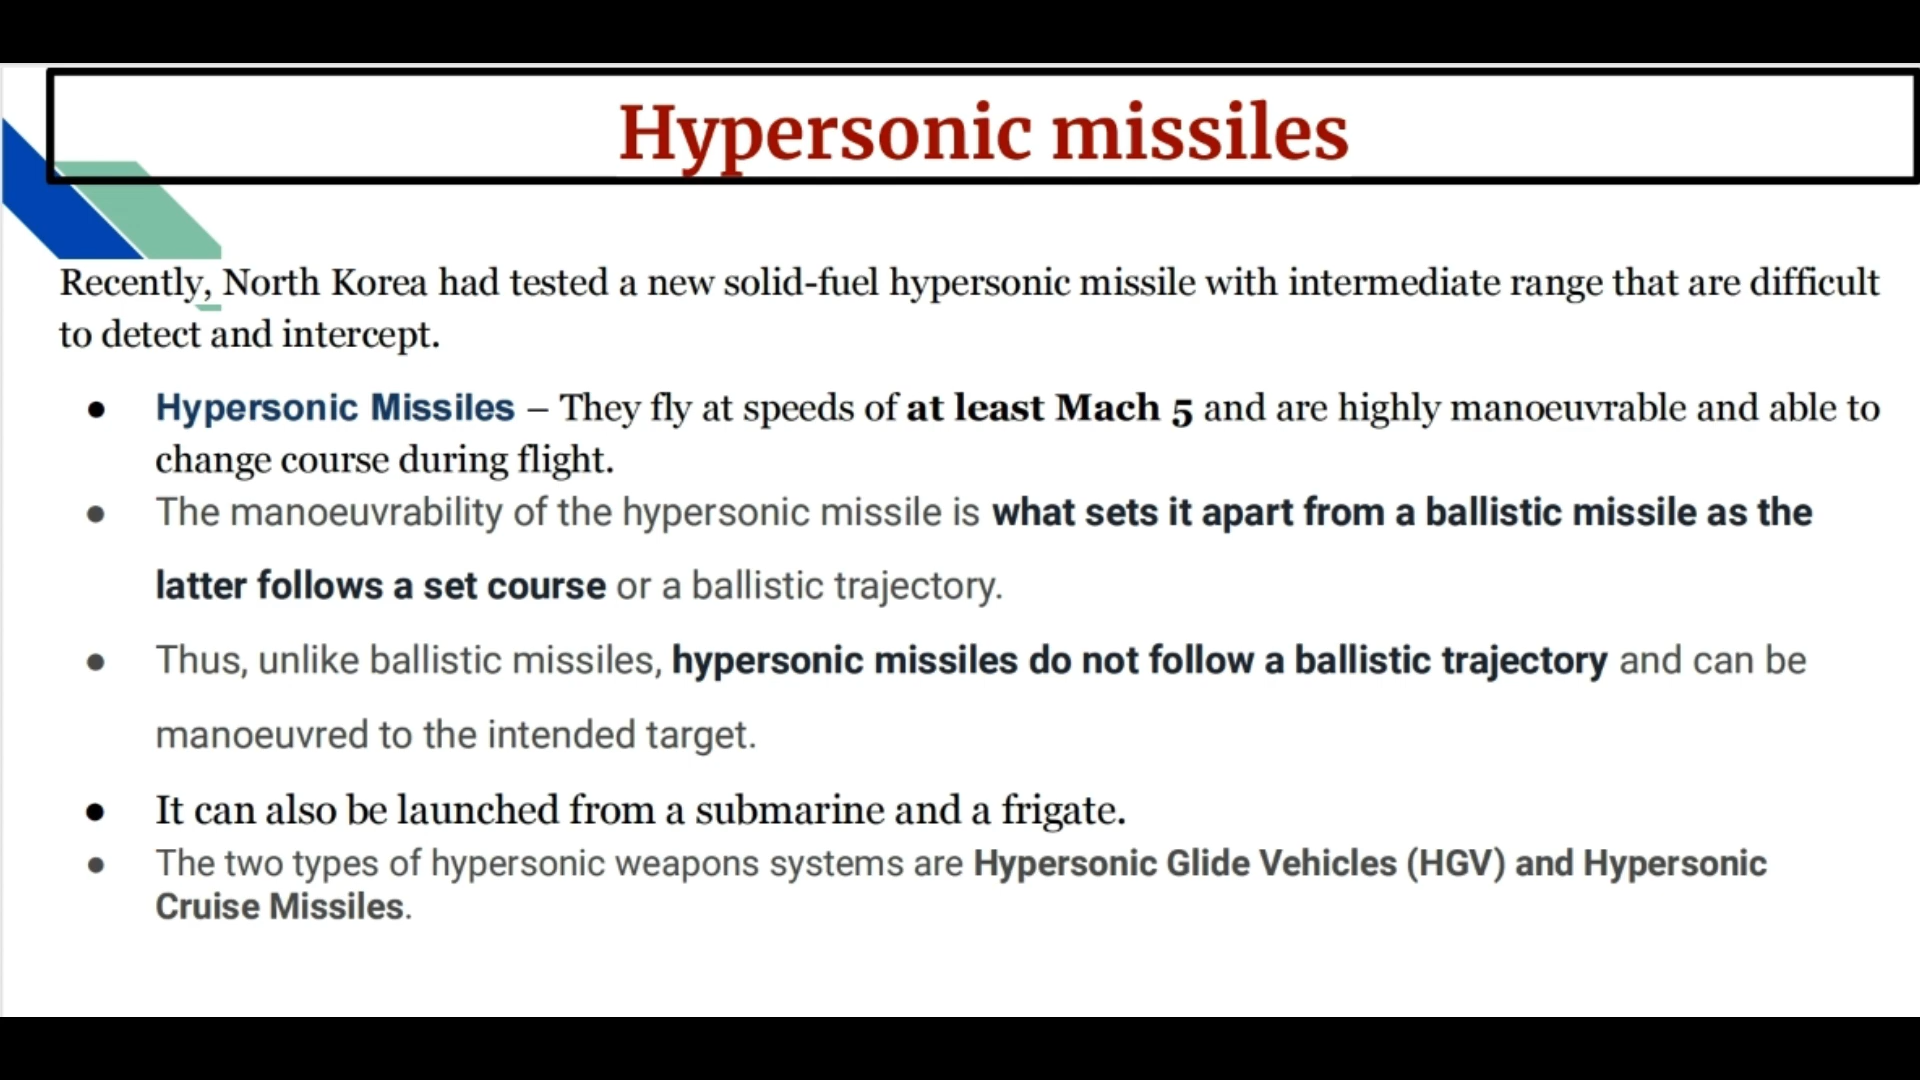 Hypersonic missiles
Recently, North Korea had tested a new solid-fuel hypersonic missile with intermediate range that are difficult
to detect and intercept.
● Hypersonic Missiles – They fly at speeds of at least Mach 5 and are highly manoeuvrable and able to
change course during flight.
● The manoeuvrability of the hypersonic missile is what sets it apart from a ballistic missile as the
latter follows a set course or a ballistic trajectory.
● Thus, unlike ballistic missiles, hypersonic missiles do not follow a ballistic trajectory and can be
manoeuvred to the intended target.
● It can also be launched from a submarine and a frigate.
● The two types of hypersonic weapons systems are Hypersonic Glide Vehicles (HGV) and Hypersonic
Cruise Missiles.